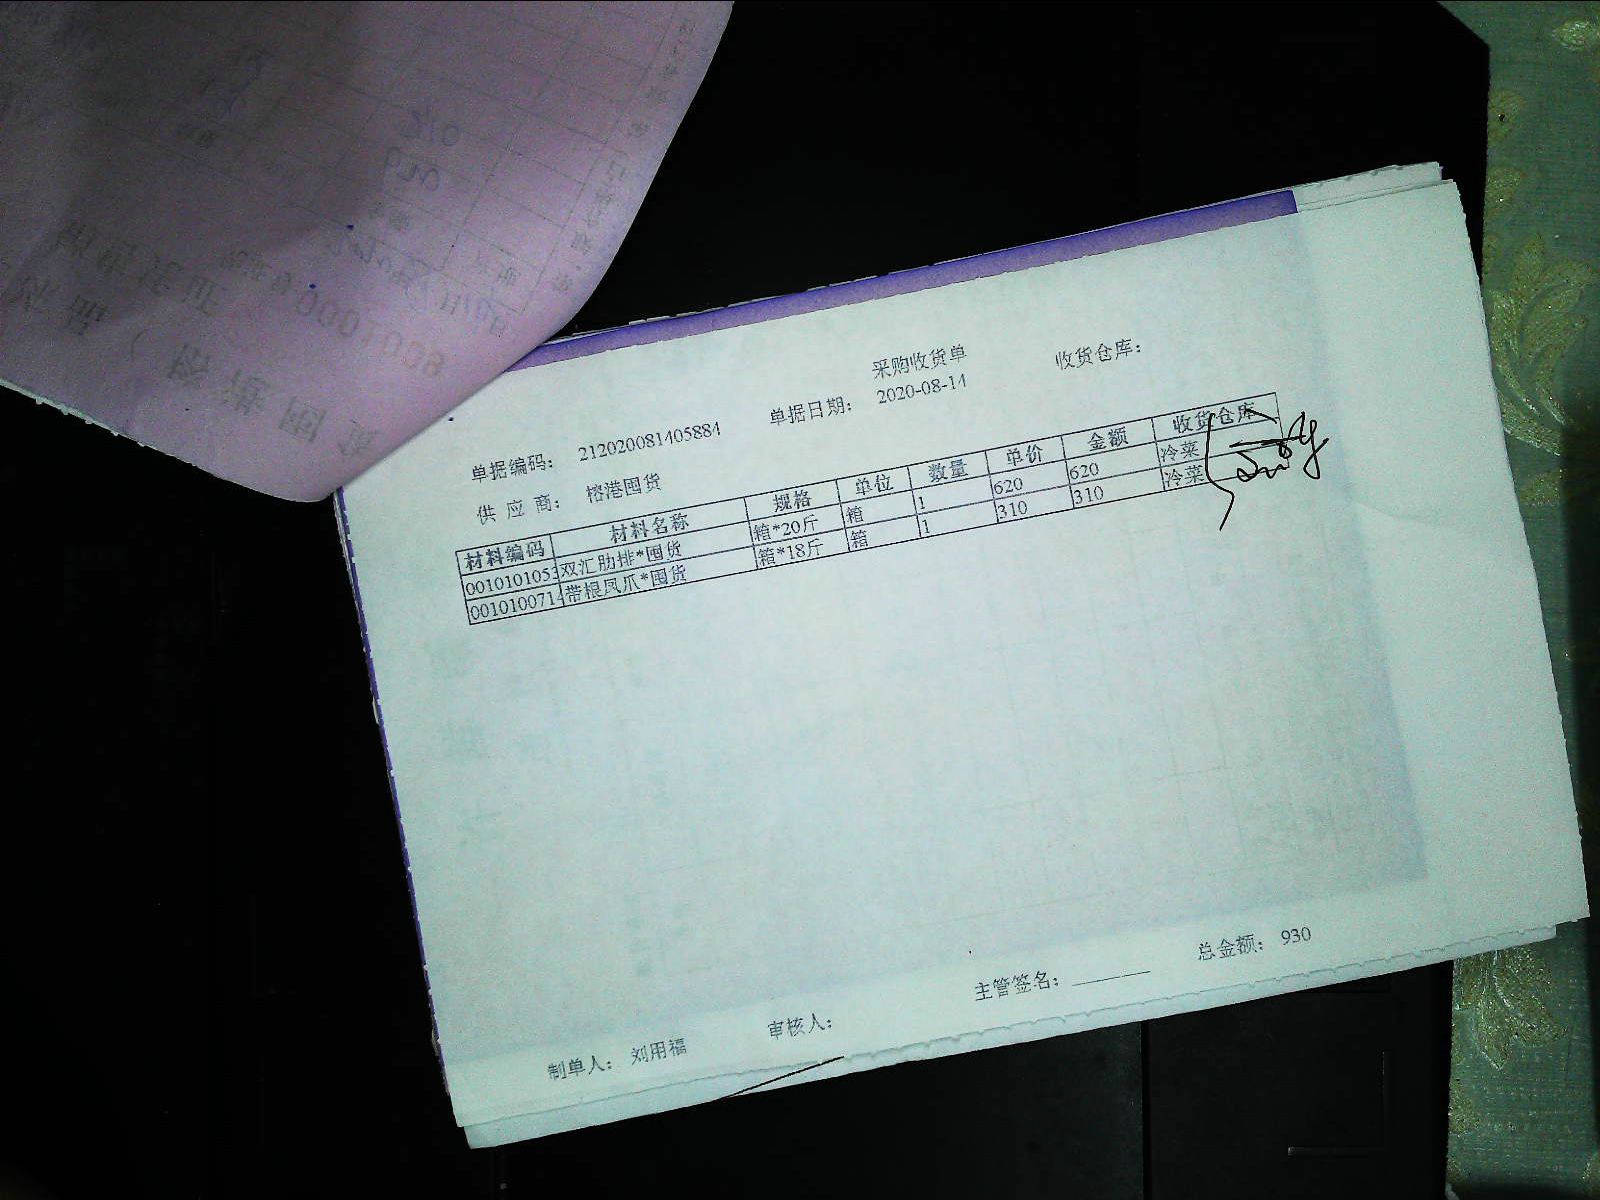 采购收货单
单据编码： 212020081405884 单据日期： 2020-08-14 收货仓库：
供 应 商： 榕港囤货
材料编码 材料名称 规格 单位 数量 单价 金额 收货仓库
0010101053 双汇肋排*囤货 箱*20斤 箱 1 620 620 冷菜
0010100714 带根凤爪*囤货 箱*18斤 箱 1 310 310 冷菜
制单人： 刘用福 审核人： 主管签名： 总金额： 930